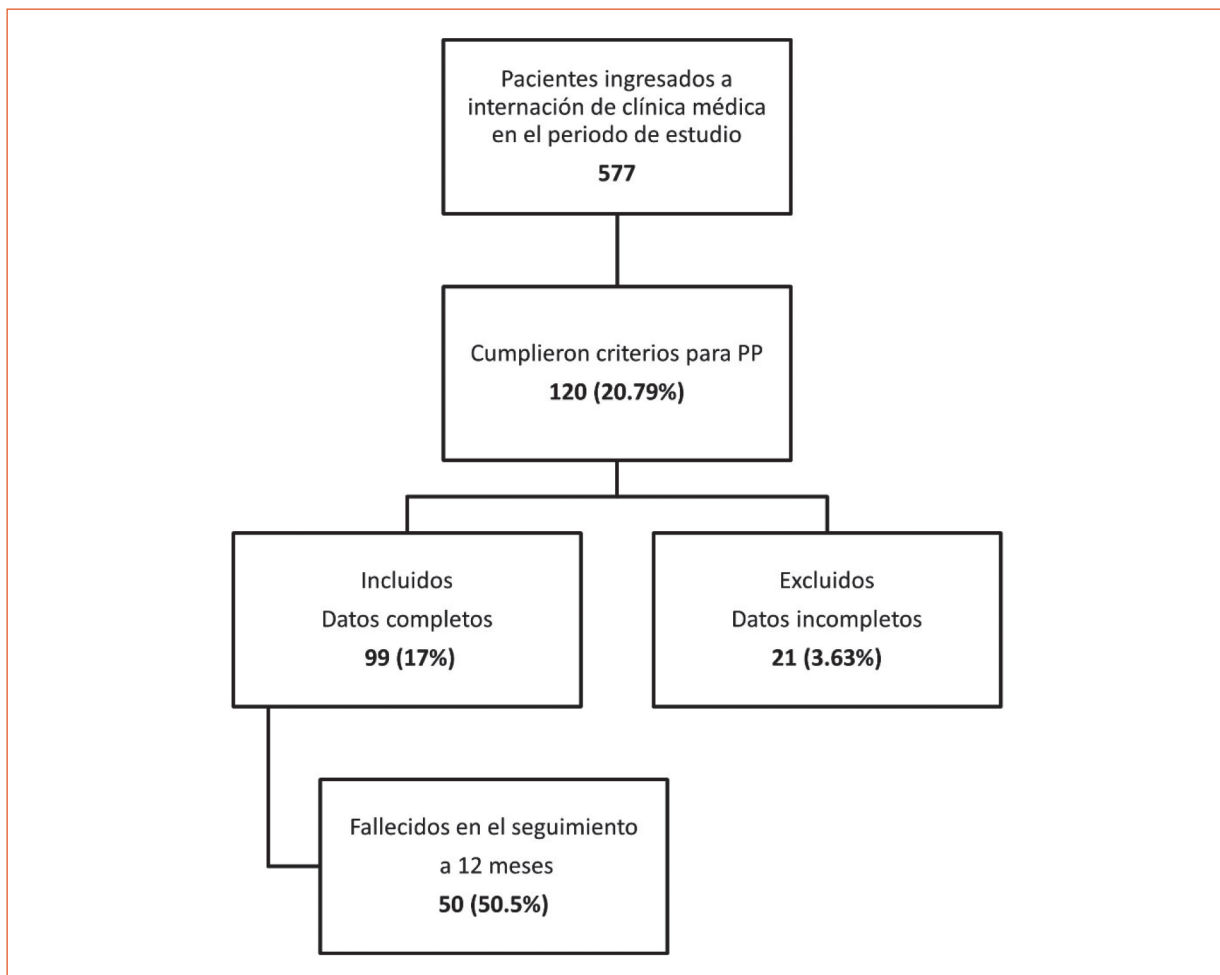 Pacientes ingresados a
internación de clínica médica
en el periodo de estudio
577
Cumplieron criterios para PP
120 (20.79%)
Incluidos
Datos completos
99 (17%)
Excluidos
Datos incompletos
21 (3.63%)
Fallecidos en el seguimiento
a 12 meses
50 (50.5%)